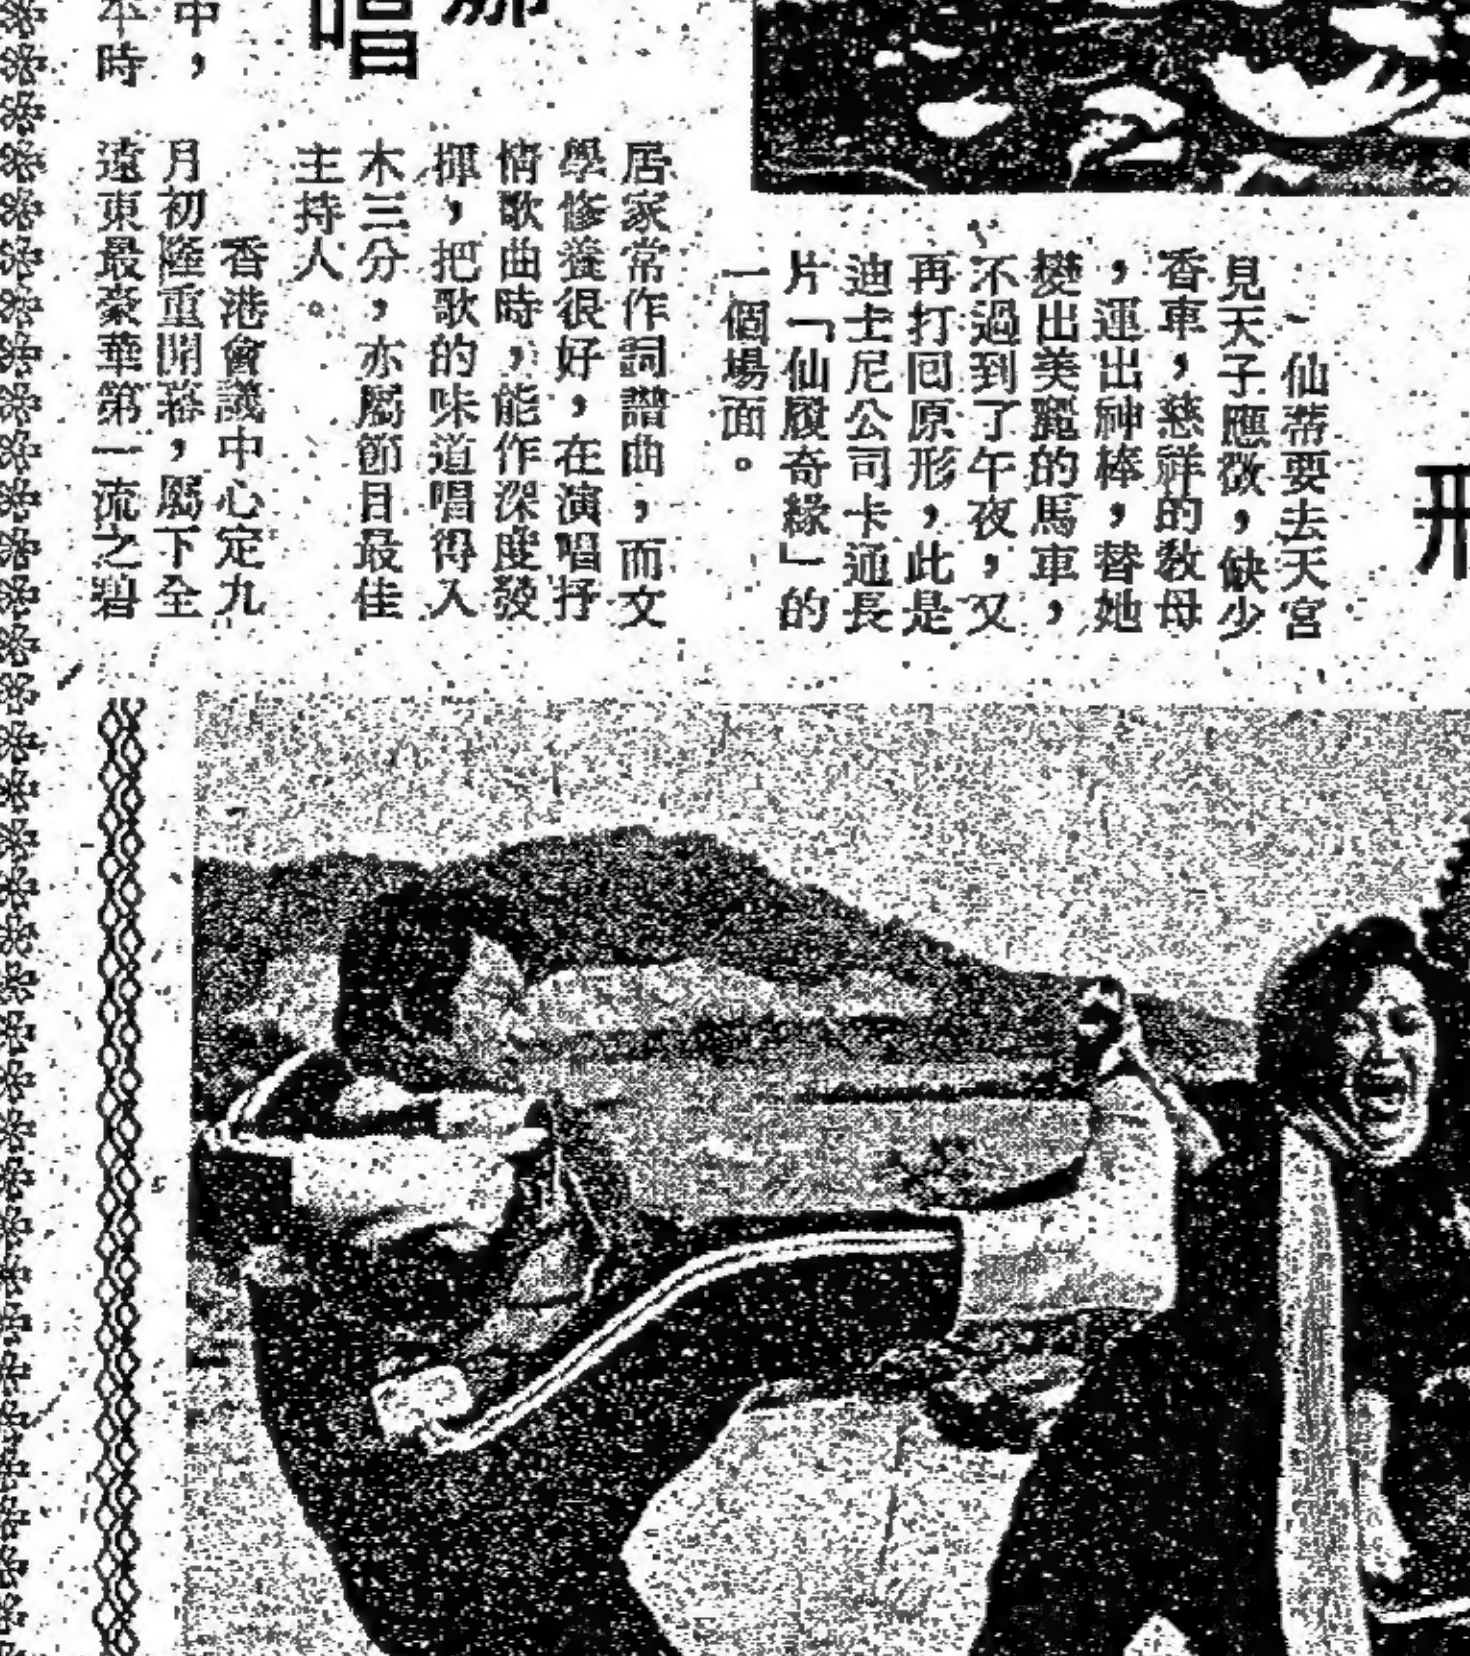 仙蒂要去天宮
見天子應徵，缺少
香車，慈祥的教母
，運出神棒，替她
變出美麗的馬車，
不過到了午夜，又
再打回原形，此是
迪士尼公司卡通長
片「仙履奇緣」的
一個場面。
唱
居家常作詞譜曲，而文
學修養很好，在演唱抒
情歌曲時，能作深度發
揮，把歌的味道唱得入
木三分，亦屬節目最佳
主持人。
香港會議中心定九
月初隆重開幕，屬下全
遠東最豪華第一流之碧
中，
本時